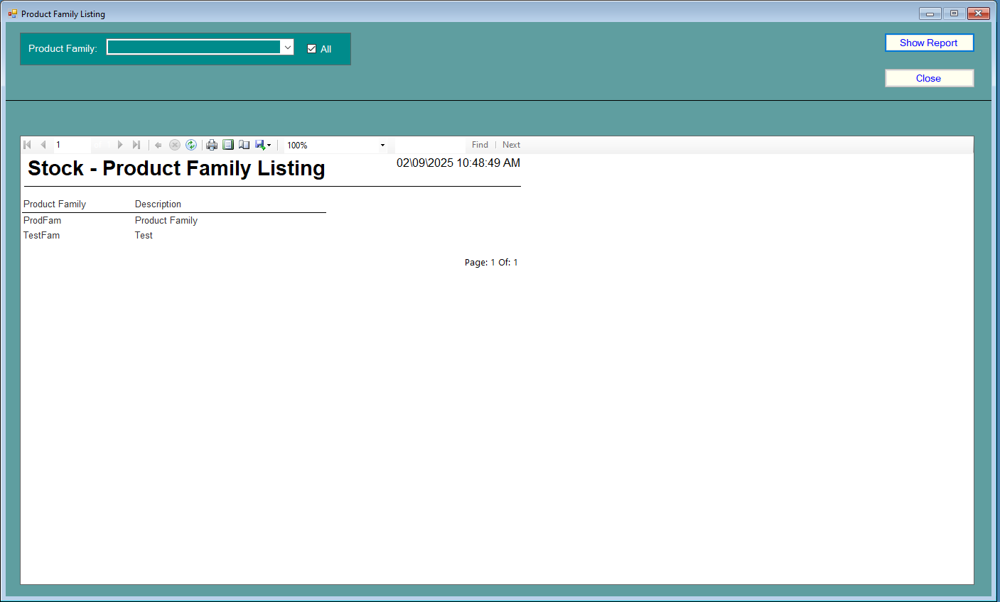 Product Family Listing
Product Family:
All
Show Report
Close
1
100%
Find | Next
Stock - Product Family Listing
02\09\2025 10:48:49 AM
Product Family Description
ProdFam Product Family
TestFam Test
Page: 1 Of: 1